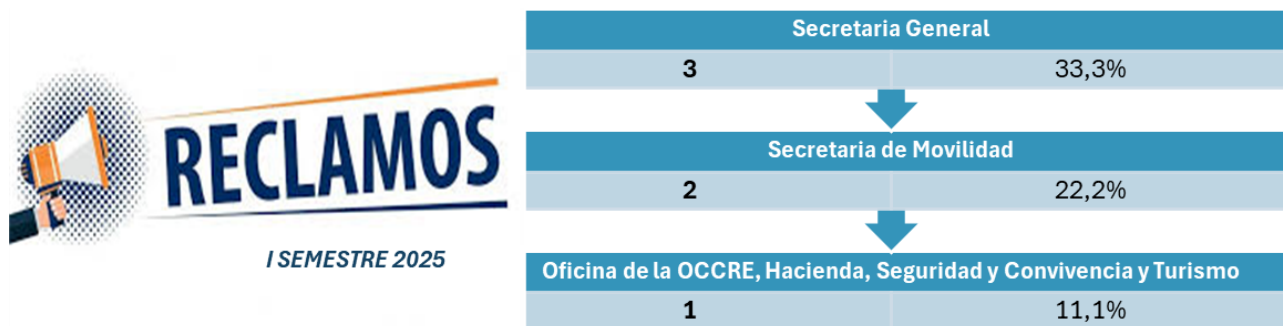 RECLAMOS
I SEMESTRE 2025
Secretaria General
3 33,3%
Secretaria de Movilidad
2 22,2%
Oficina de la OCCRE, Hacienda, Seguridad y Convivencia y Turismo
1 11,1%